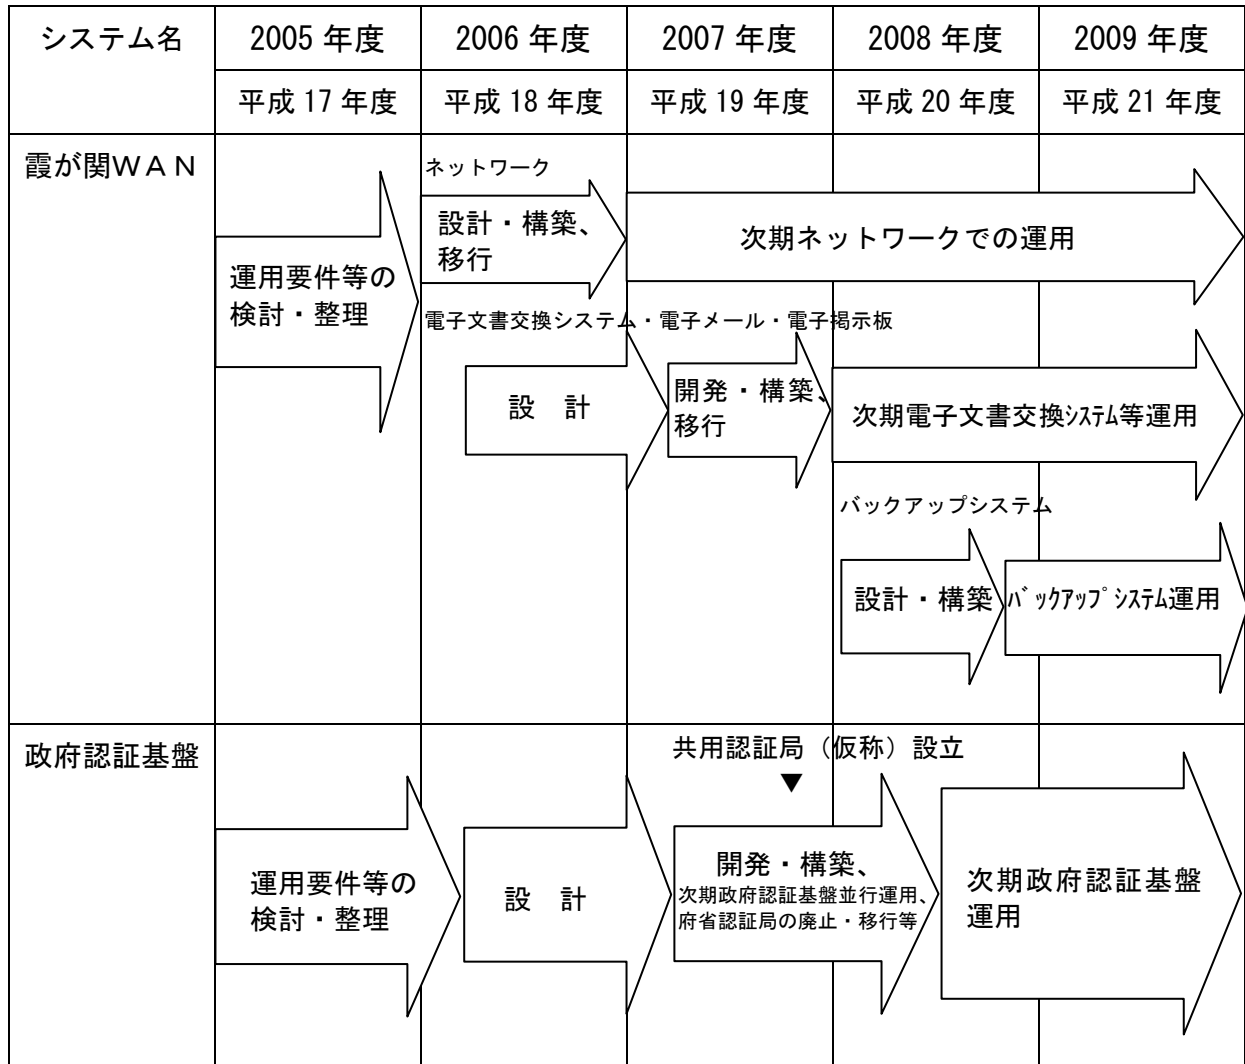 システム名
2005 年度
2006 年度
2007 年度
2008 年度
2009 年度
平成 17 年度
平成 18 年度
平成 19 年度
平成 20 年度
平成 21 年度
霞が関ＷＡＮ
運用要件等の
検討・整理
ネットワーク
設計・構築、
移行
次期ネットワークでの運用
電子文書交換システム・電子メール・電子掲示板
設　計
開発・構築、
移行
次期電子文書交換ｼｽﾃﾑ等運用
バックアップシステム
設計・構築
ﾊﾞｯｸｱｯﾌﾟｼｽﾃﾑ運用
政府認証基盤
共用認証局（仮称）設立
▼
運用要件等の
検討・整理
設　計
開発・構築、
次期政府認証基盤並行運用、
府省認証局の廃止・移行等
次期政府認証基盤
運用